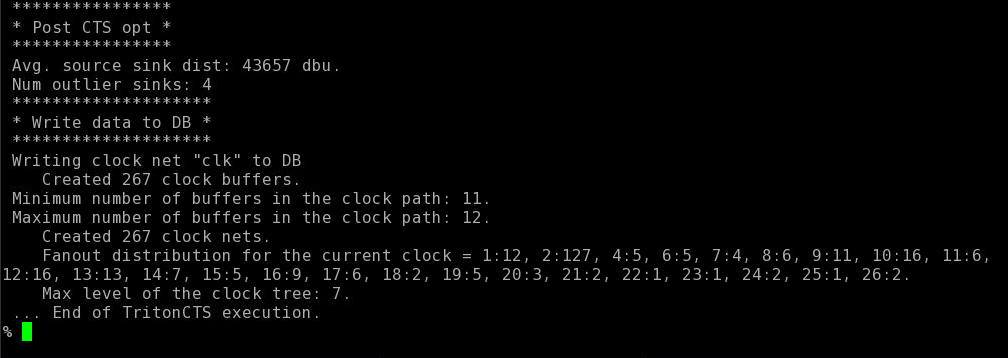 ****************
* Post CTS opt *
****************
Avg. source sink dist: 43657 dbu.
Num outlier sinks: 4
********************
* Write data to DB *
********************
Writing clock net "clk" to DB
Created 267 clock buffers.
Minimum number of buffers in the clock path: 11.
Maximum number of buffers in the clock path: 12.
Created 267 clock nets.
Fanout distribution for the current clock = 1:12, 2:127, 4:5, 6:5, 7:4, 8:6, 9:11, 10:16, 11:6,
12:16, 13:13, 14:7, 15:5, 16:9, 17:6, 18:2, 19:5, 20:3, 21:2, 22:1, 23:1, 24:2, 25:1, 26:2.
Max level of the clock tree: 7.
... End of TritonCTS execution.
%